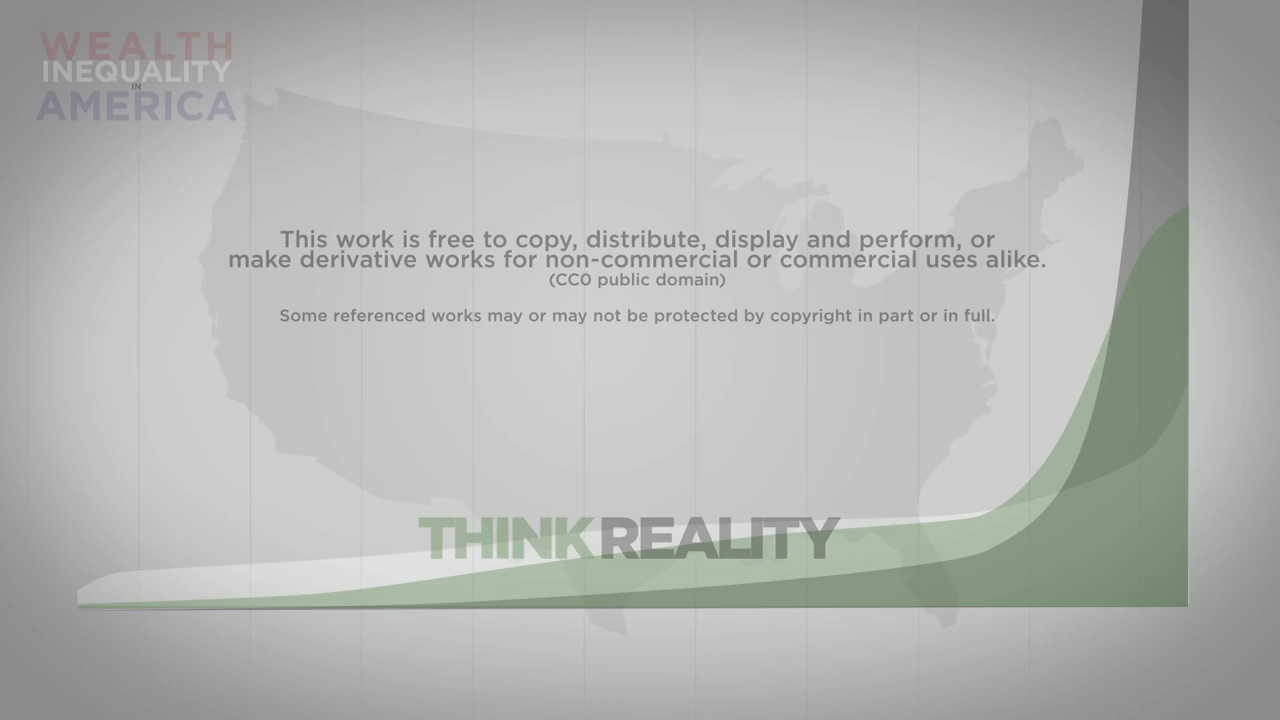 WEALTH
INEQUALITY
IN
AMERICA
This work is free to copy, distribute, display and perform, or
make derivative works for non-commercial or commercial uses alike.
(CC0 public domain)
Some referenced works may or may not be protected by copyright in part or in full.
THINKREALITY